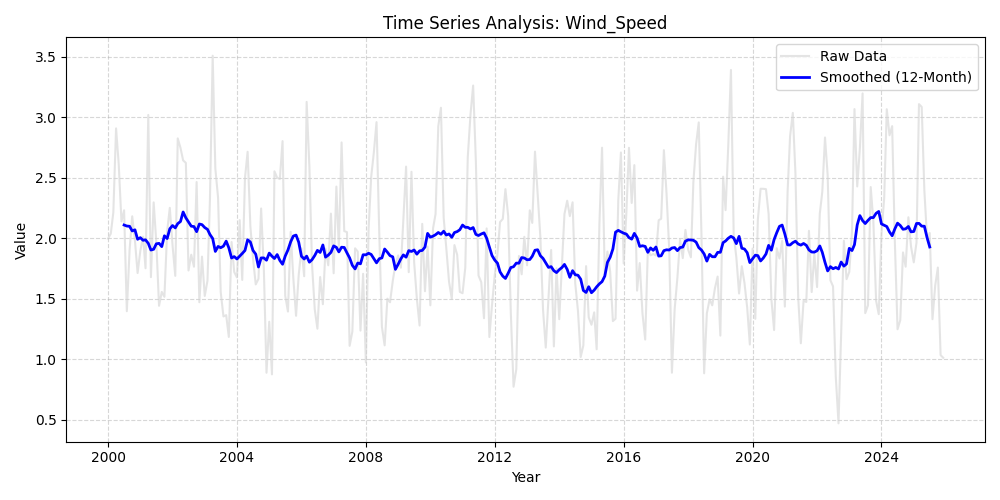 Time Series Analysis: Wind_Speed
Raw Data
Smoothed (12-Month)
Value
3.5
3.0
2.5
2.0
1.5
1.0
0.5
2000 2004 2008 2012 2016 2020 2024
Year